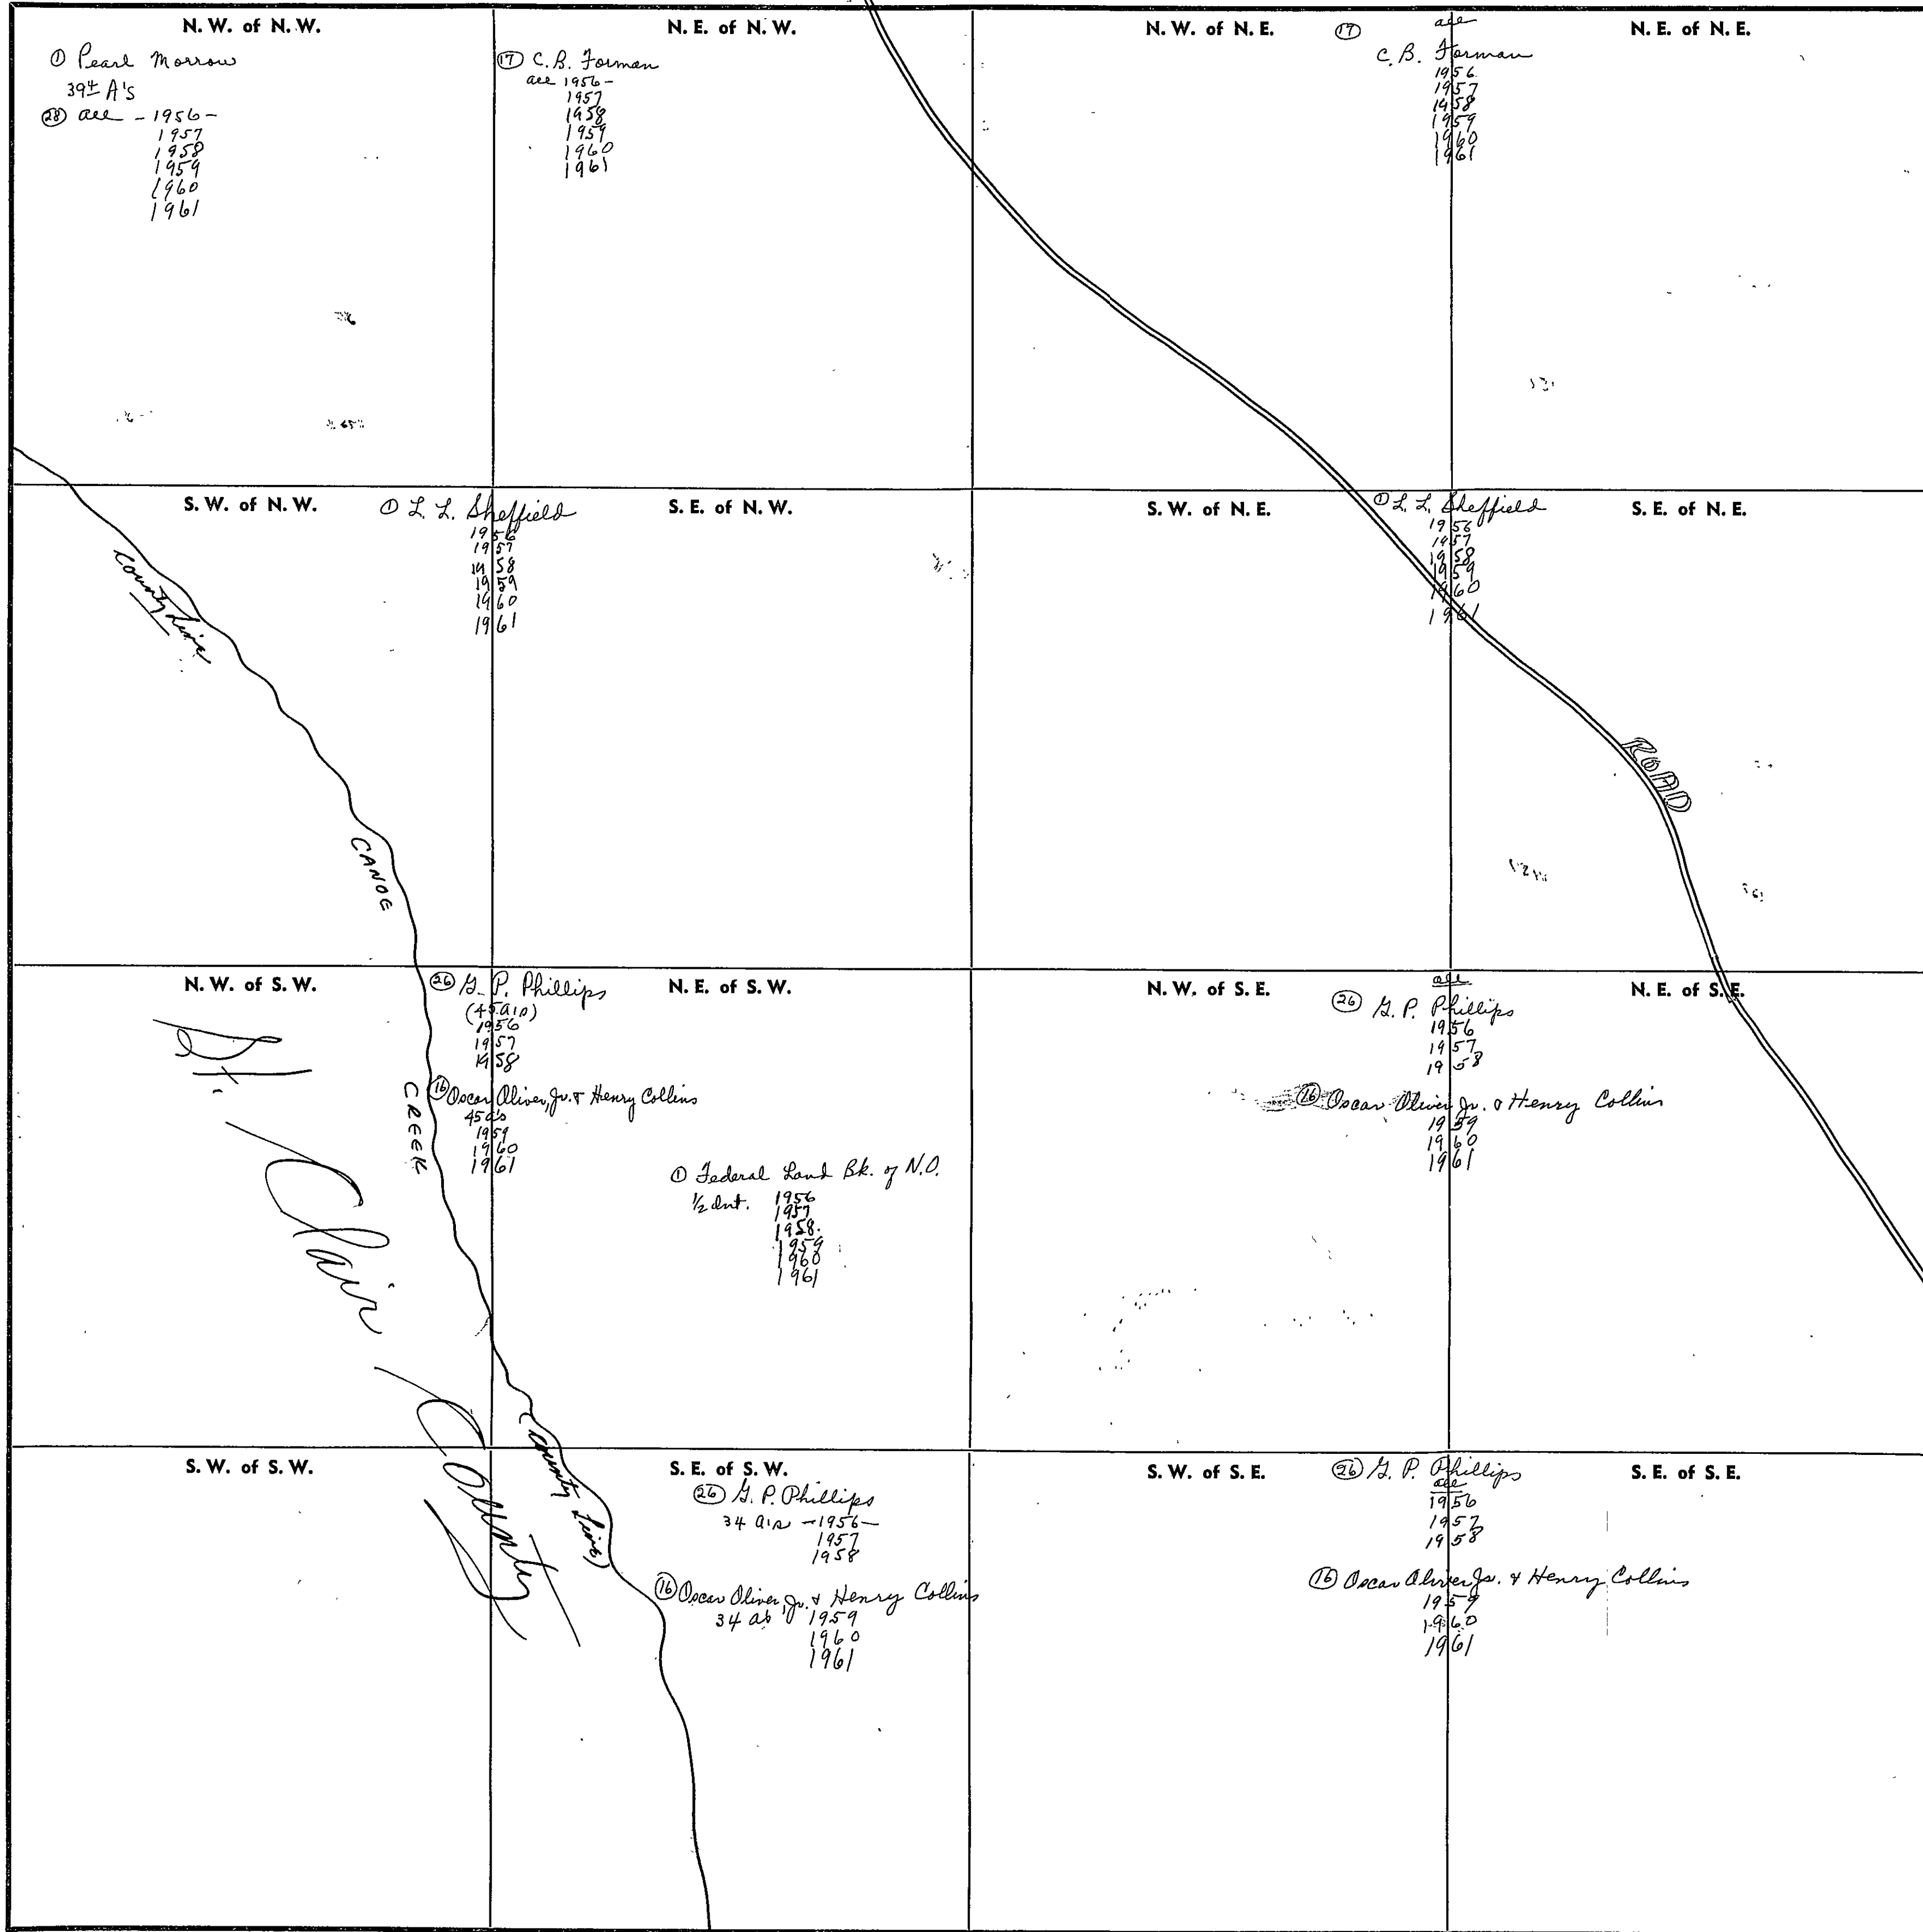 N. W. of N. W.
① Pearl Morrow
39± A's
㉘ all - 1956 -
1957
1958
1959
1960
1961
N. E. of N. W.
⑰ C. B. Forman
all 1956 -
1957
1958
1959
1960
1961
N. W. of N. E.
⑰ all
C. B. Forman
1956
1957
1958
1959
1960
1961
N. E. of N. E.
S. W. of N. W.
① L. L. Sheffield
1956
1957
1958
1959
1960
1961
County Line
CANOE
S. E. of N. W.
S. W. of N. E.
① L. L. Sheffield
1956
1957
1958
1959
1960
1961
S. E. of N. E.
ROAD
N. W. of S. W.
㉖ G. P. Phillips
1956
1957
1958
⑯ Oscar Oliver, Jr. & Henry Collins
1959
1960
1961
CREEK
St. Clair County
N. E. of S. W.
① Federal Land Bk. of N.O.
½ Int. 1956
1957
1958
1959
1960
1961
N. W. of S. E.
all
㉖ G. P. Phillips
1956
1957
1958
⑯ Oscar Oliver Jr. & Henry Collins
1959
1960
1961
N. E. of S. E.
S. W. of S. W.
(County Line)
S. E. of S. W.
㉖ G. P. Phillips
34 A's - 1956 -
1957
1958
⑯ Oscar Oliver, Jr. & Henry Collins
34 as 1959
1960
1961
S. W. of S. E.
㉖ G. P. Phillips
all
1956
1957
1958
⑯ Oscar Oliver Jr. & Henry Collins
1959
1960
1961
S. E. of S. E.